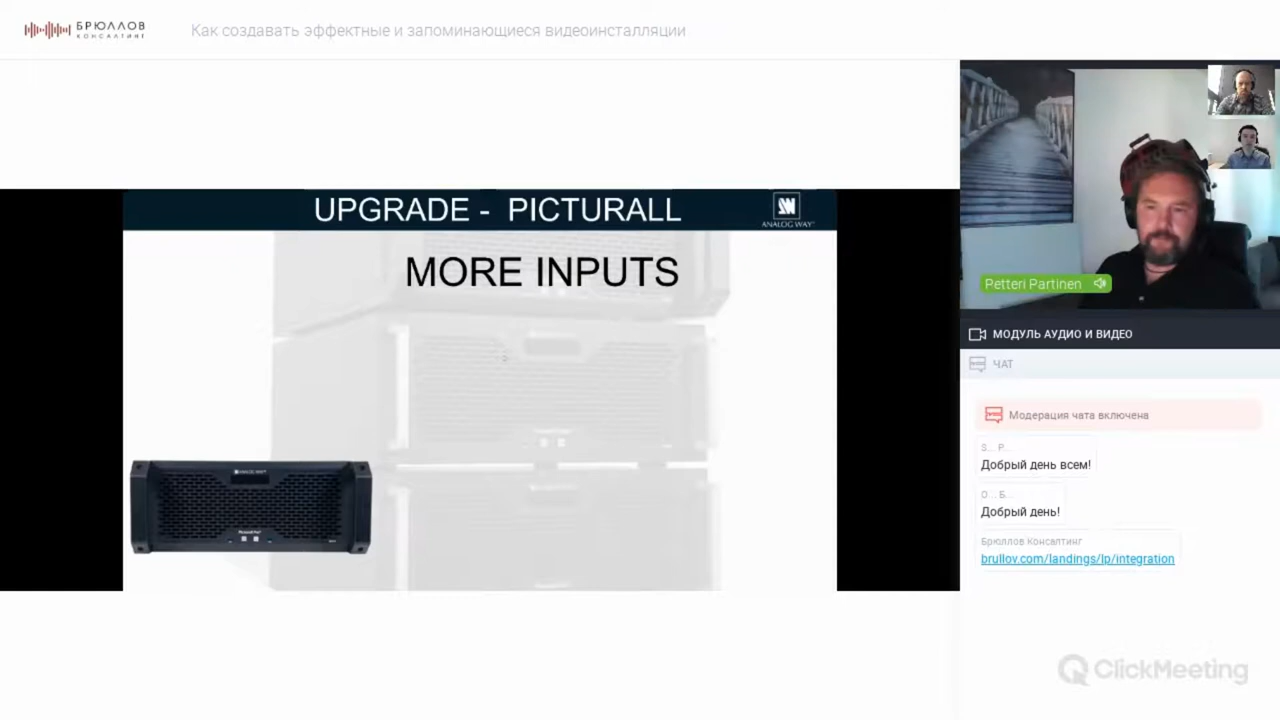 БРЮЛЛОВ
КОНСАЛТИНГ
Как создавать эффектные и запоминающиеся видеоинсталляции
UPGRADE - PICTURALL
ANALOG WAY
MORE INPUTS
Petteri Partinen
МОДУЛЬ АУДИО И ВИДЕО
ЧАТ
Модерация чата включена
S... P...
Добрый день всем!
О... Б...
Добрый день!
Брюллов Консалтинг
brullov.com/landings/lp/integration
ClickMeeting